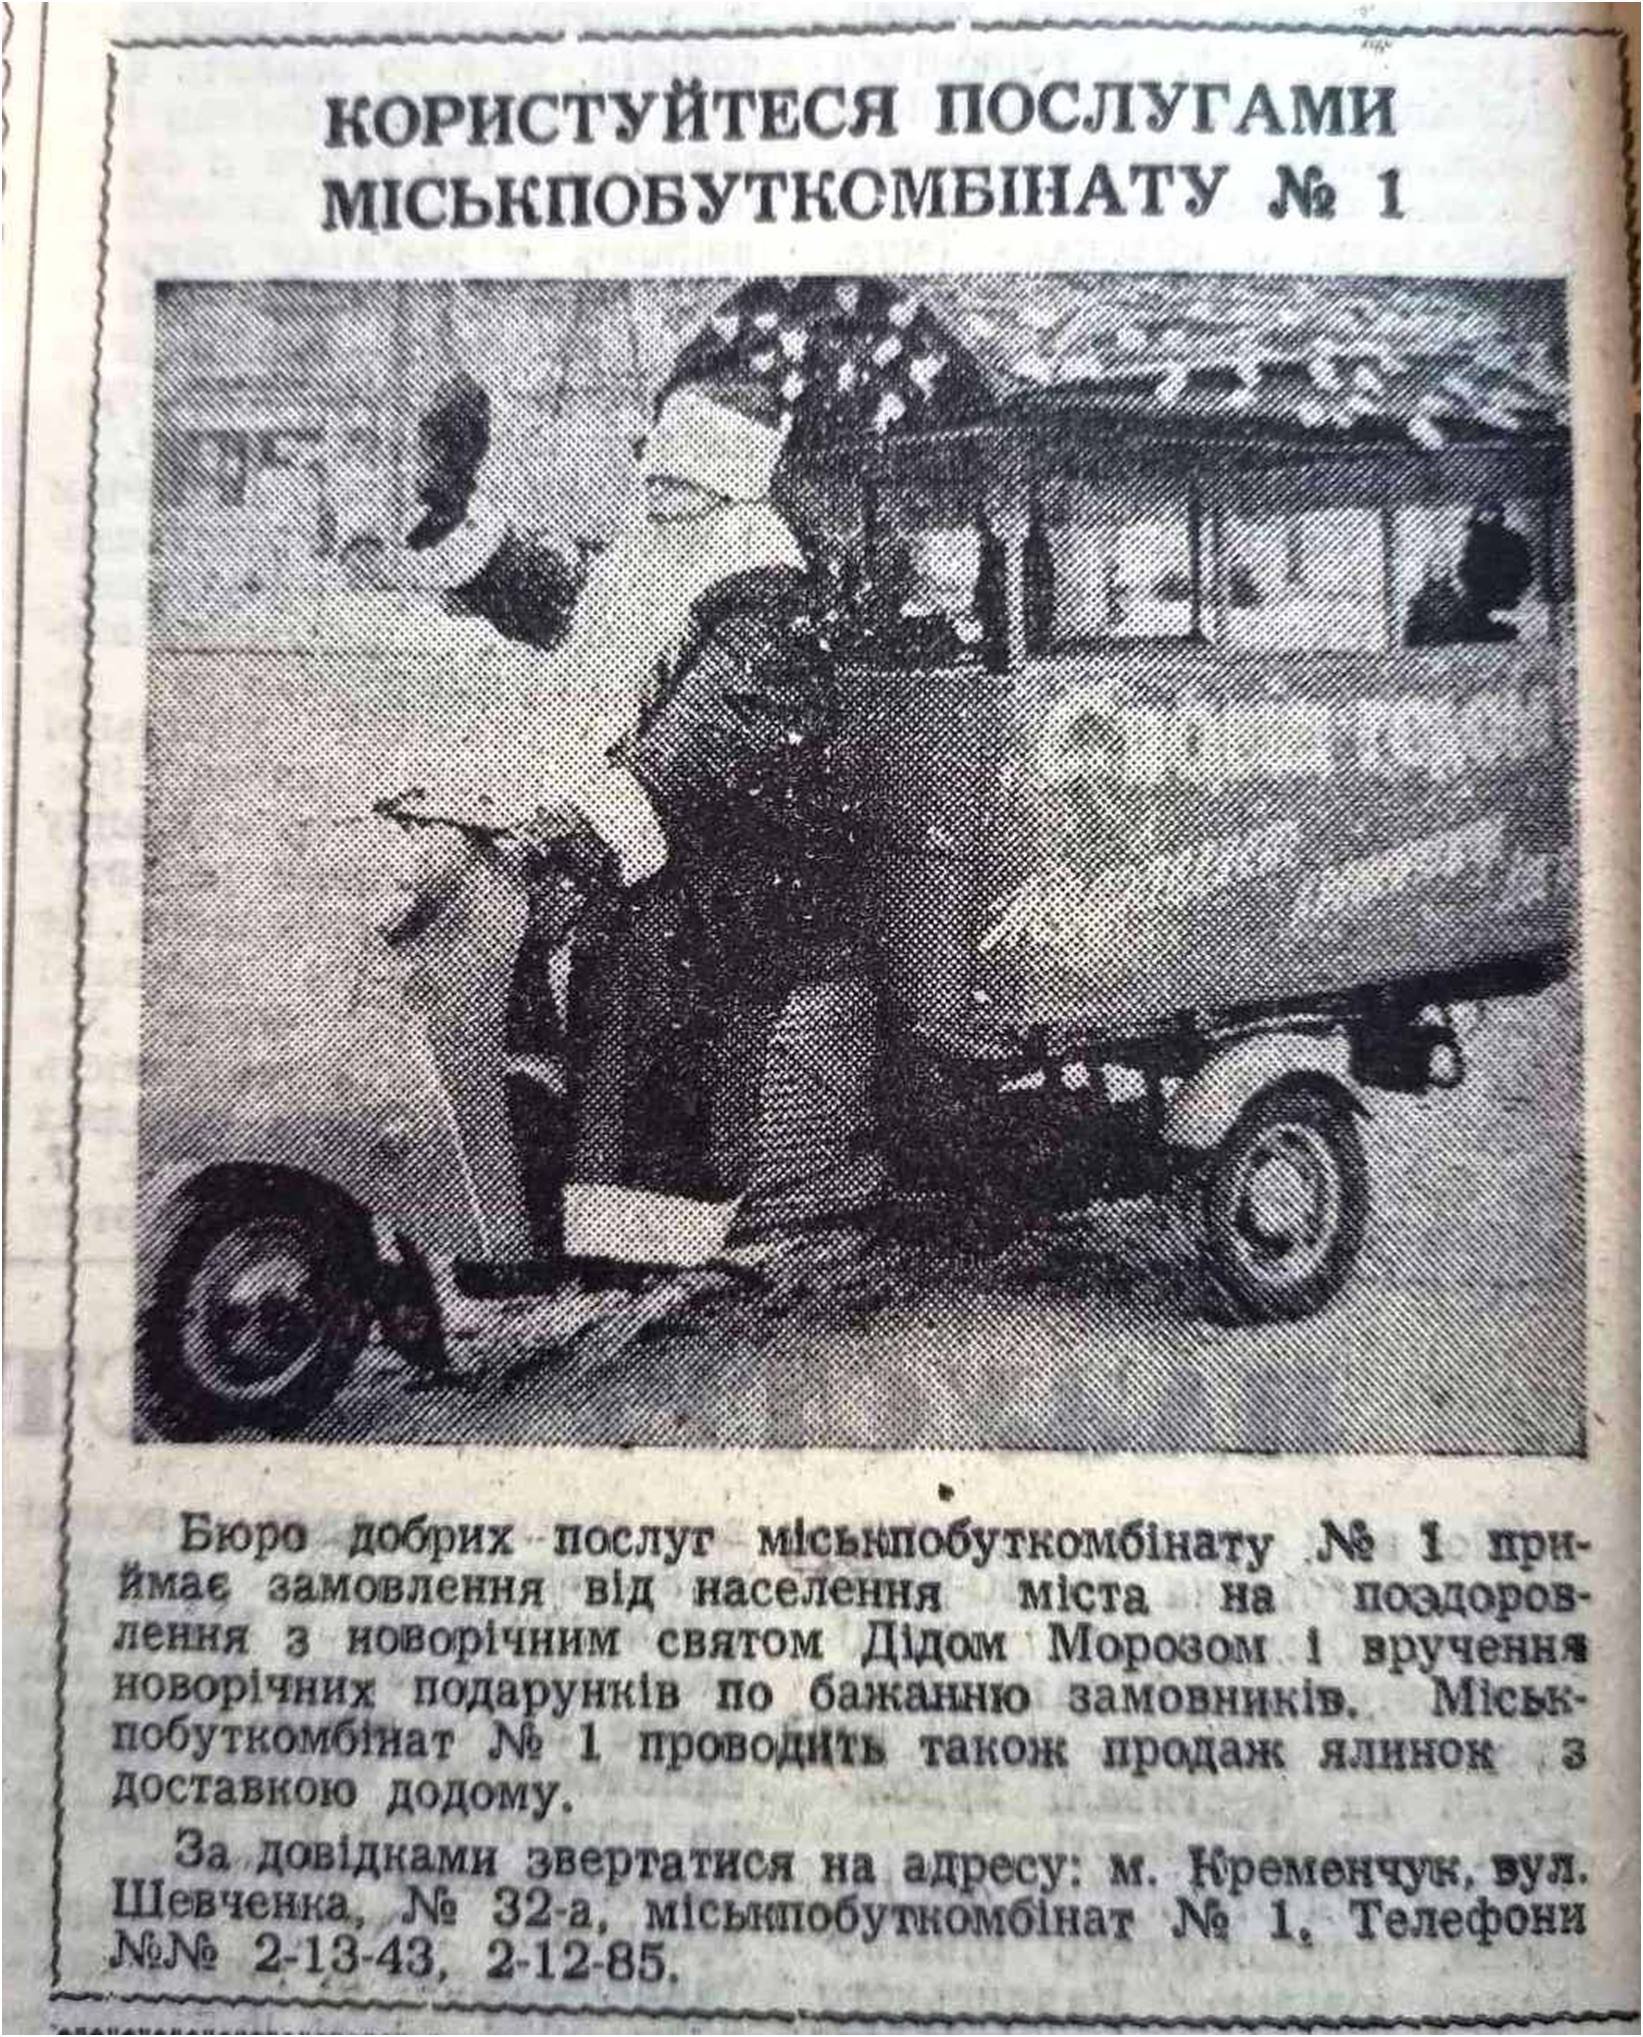 КОРИСТУЙТЕСЯ ПОСЛУГАМИ
МІСЬКПОБУТКОМБІНАТУ № 1
Бюро добрих послуг міськпобуткомбінату № 1 при-
ймає замовлення від населення міста на поздоров-
лення з новорічним святом Дідом Морозом і вручення
новорічних подарунків по бажанню замовників. Міськ-
побуткомбінат № 1 проводить також продаж ялинок з
доставкою додому.
За довідками звертатися на адресу: м. Кременчук, вул.
Шевченка, № 32-а, міськпобуткомбінат № 1. Телефони
№№ 2-13-43, 2-12-85.